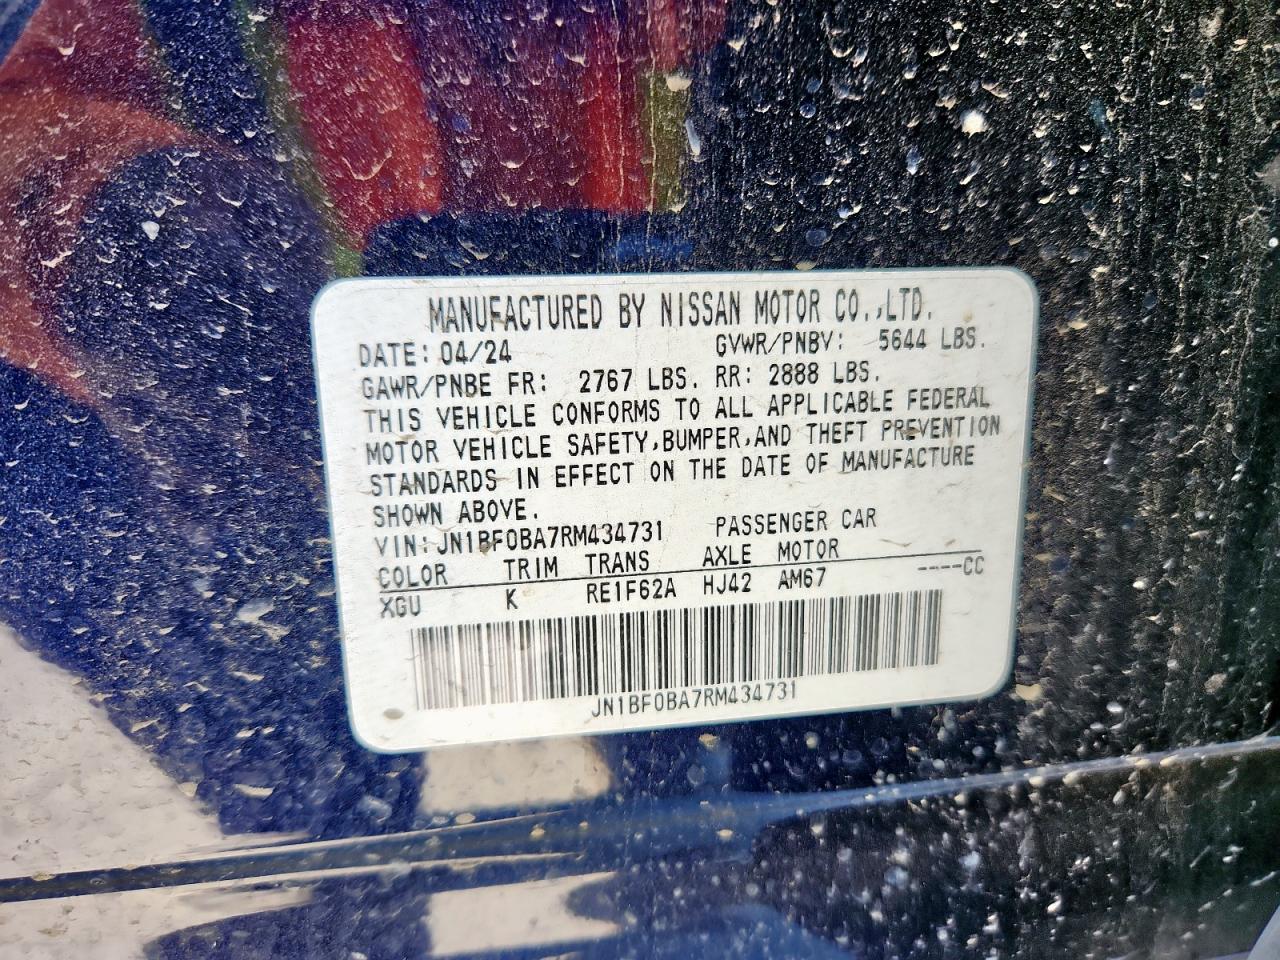 MANUFACTURED BY NISSAN MOTOR CO.,LTD.
DATE: 04/24 GVWR/PNBV: 5644 LBS.
GAWR/PNBE FR: 2767 LBS. RR: 2888 LBS.
THIS VEHICLE CONFORMS TO ALL APPLICABLE FEDERAL
MOTOR VEHICLE SAFETY,BUMPER,AND THEFT PREVENTION
STANDARDS IN EFFECT ON THE DATE OF MANUFACTURE
SHOWN ABOVE.
VIN: JN1BF0BA7RM434731 PASSENGER CAR
COLOR TRIM TRANS AXLE MOTOR
XGU K RE1F62A HJ42 AM67 ----CC
JN1BF0BA7RM434731